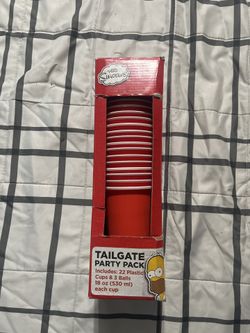 THE
SIMPSONS
TAILGATE
PARTY PACK
Includes: 22 Plastic
Cups & 3 Balls
18 oz (530 ml)
each cup